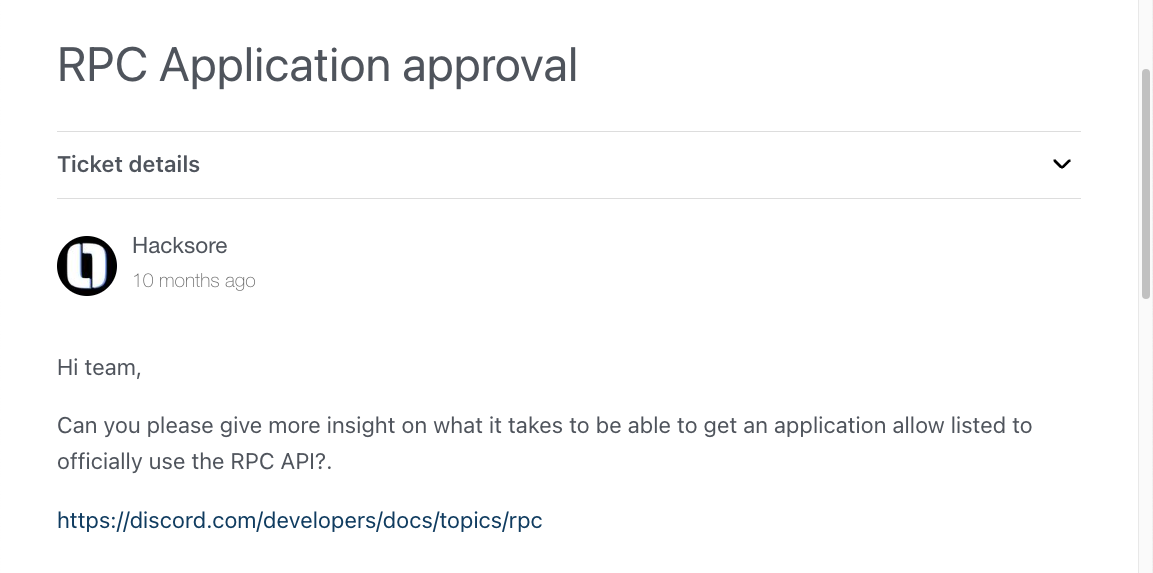 RPC Application approval
Ticket details
Hacksore
10 months ago
Hi team,
Can you please give more insight on what it takes to be able to get an application allow listed to
officially use the RPC API?.
https://discord.com/developers/docs/topics/rpc